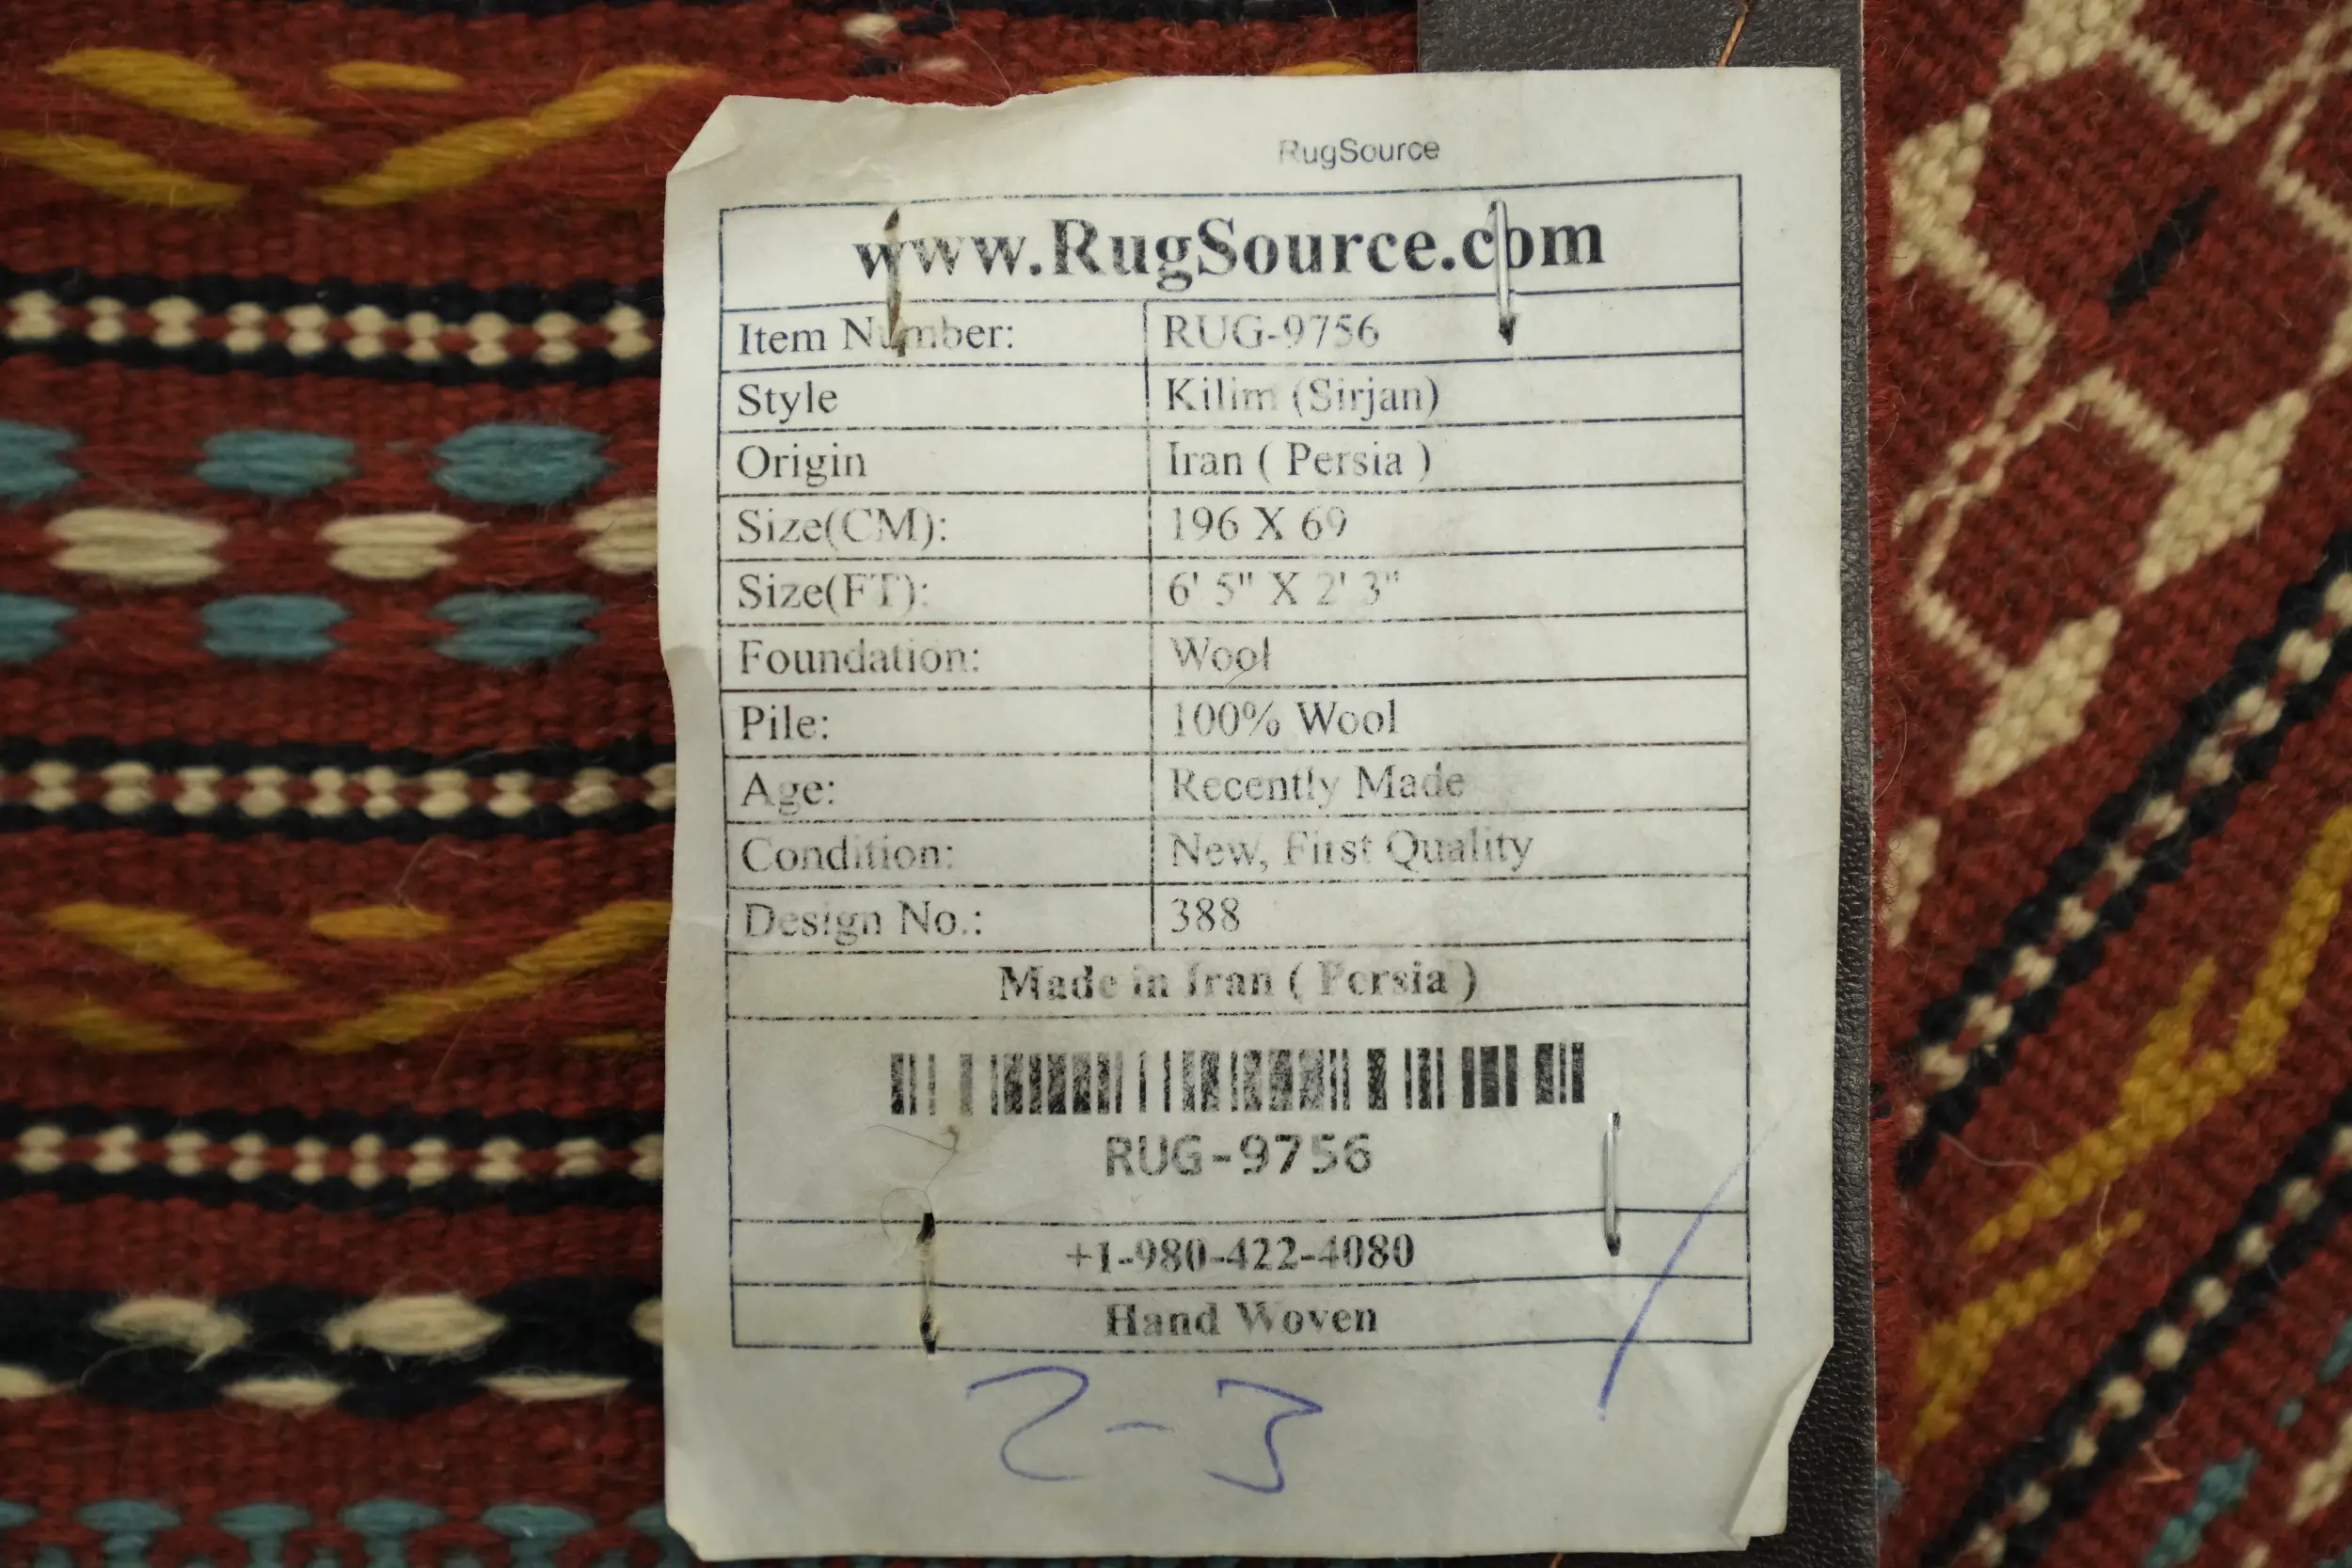 RugSource
www.RugSource.com
Item Number: RUG-9756
Style Kilim (Sirjan)
Origin Iran ( Persia )
Size(CM): 196 X 69
Size(FT): 6' 5" X 2' 3"
Foundation: Wool
Pile: 100% Wool
Age: Recently Made
Condition: New, First Quality
Design No.: 388
Made in Iran ( Persia )
RUG-9756
+1-980-422-4080
Hand Woven
2-3